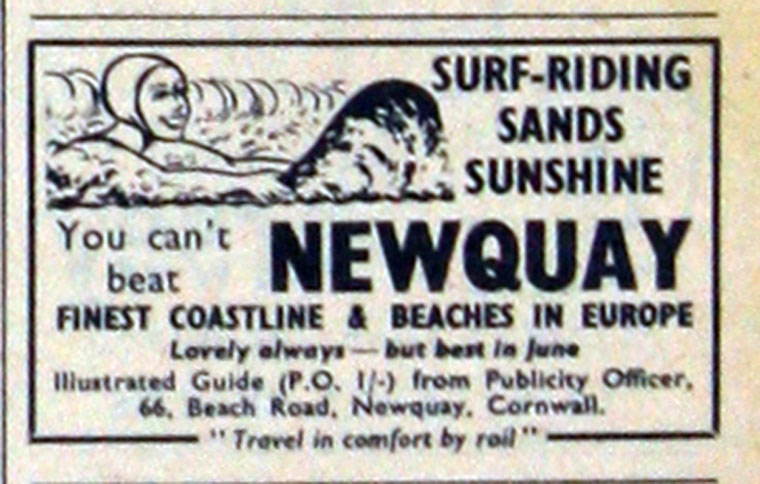 SURF-RIDING
SANDS
SUNSHINE
You can't
beat
NEWQUAY
FINEST COASTLINE & BEACHES IN EUROPE
Lovely always — but best in June
Illustrated Guide (P.O. 1/-) from Publicity Officer,
66, Beach Road, Newquay, Cornwall.
"Travel in comfort by rail"